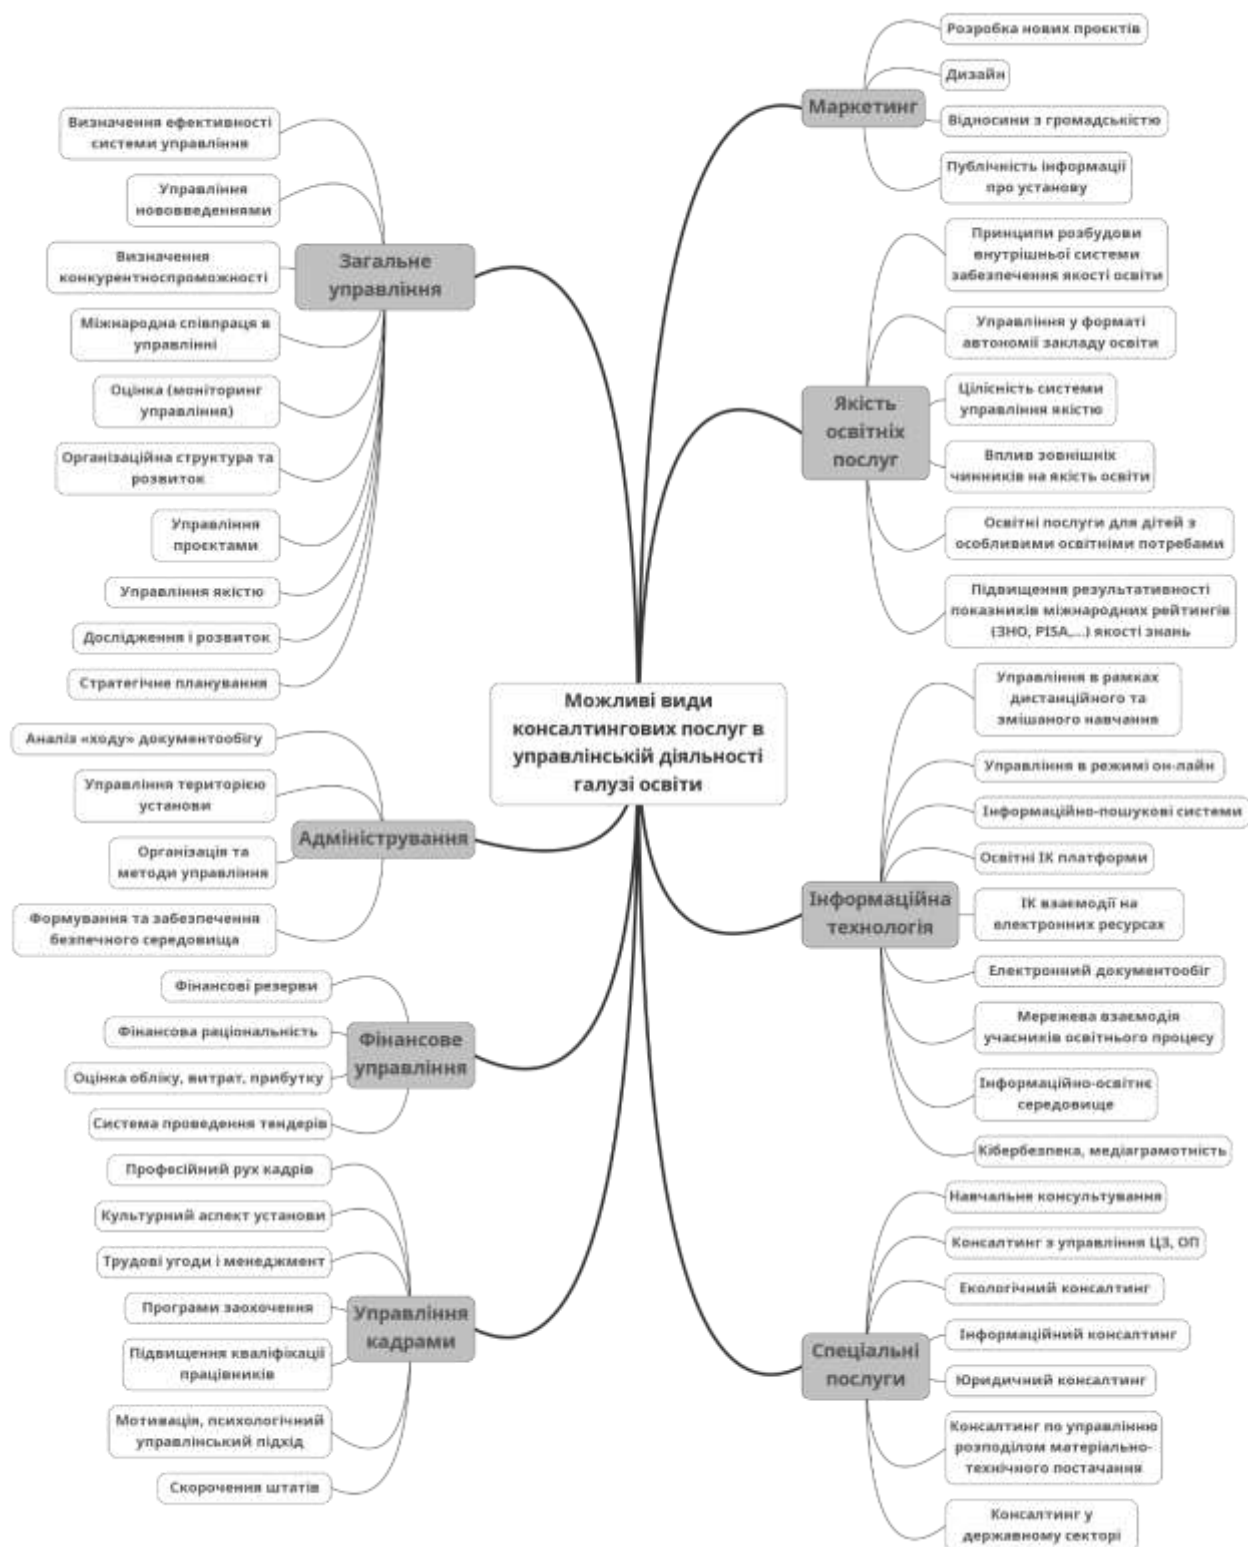 Можливі види
консалтингових послуг в
управлінській діяльності
галузі освіти
Загальне
управління
Визначення ефективності
системи управління
Управління
нововведеннями
Визначення
конкурентноспроможності
Міжнародна співпраця в
управлінні
Оцінка (моніторинг
управління)
Організаційна структура та
розвиток
Управління
проєктами
Управління якістю
Дослідження і розвиток
Стратегічне планування
Адміністрування
Аналіз «ходу» документообігу
Управління територією
установи
Організація та
методи управління
Формування та забезпечення
безпечного середовища
Фінансове
управління
Фінансові резерви
Фінансова раціональність
Оцінка обліку, витрат, прибутку
Система проведення тендерів
Управління
кадрами
Професійний рух кадрів
Культурний аспект установи
Трудові угоди і менеджмент
Програми заохочення
Підвищення кваліфікації
працівників
Мотивація, психологічний
управлінський підхід
Скорочення штатів
Маркетинг
Розробка нових проєктів
Дизайн
Відносини з громадськістю
Публічність інформації
про установу
Якість
освітніх
послуг
Принципи розбудови
внутрішньої системи
забезпечення якості освіти
Управління у форматі
автономії закладу освіти
Цілісність системи
управління якістю
Вплив зовнішніх
чинників на якість освіти
Освітні послуги для дітей з
особливими освітніми потребами
Підвищення результативності
показників міжнародних рейтингів
(ЗНО, PISA,...) якості знань
Інформаційна
технологія
Управління в рамках
дистанційного та
змішаного навчання
Управління в режимі он-лайн
Інформаційно-пошукові системи
Освітні ІК платформи
ІК взаємодії на
електронних ресурсах
Електронний документообіг
Мережева взаємодія
учасників освітнього процесу
Інформаційно-освітнє
середовище
Кібербезпека, медіаграмотність
Спеціальні
послуги
Навчальне консультування
Консалтинг з управління ЦЗ, ОП
Екологічний консалтинг
Інформаційний консалтинг
Юридичний консалтинг
Консалтинг по управлінню
розподілом матеріально-
технічного постачання
Консалтинг у
державному секторі